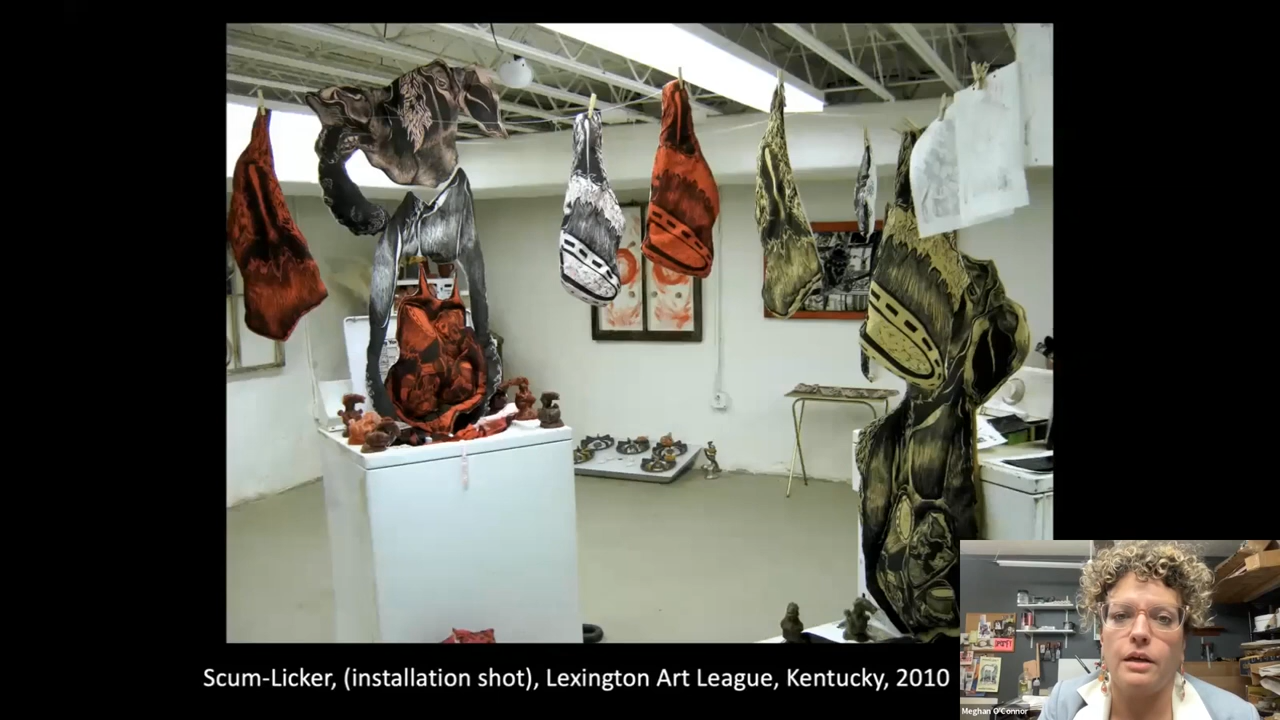 Scum-Licker, (installation shot), Lexington Art League, Kentucky, 2010
Meghan O'Connor